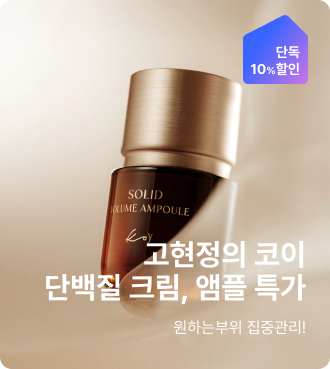 단독
10%할인
SOLID
VOLUME AMPOULE
Koy
고현정의 코이
단백질 크림, 앰플 특가
원하는부위 집중관리!